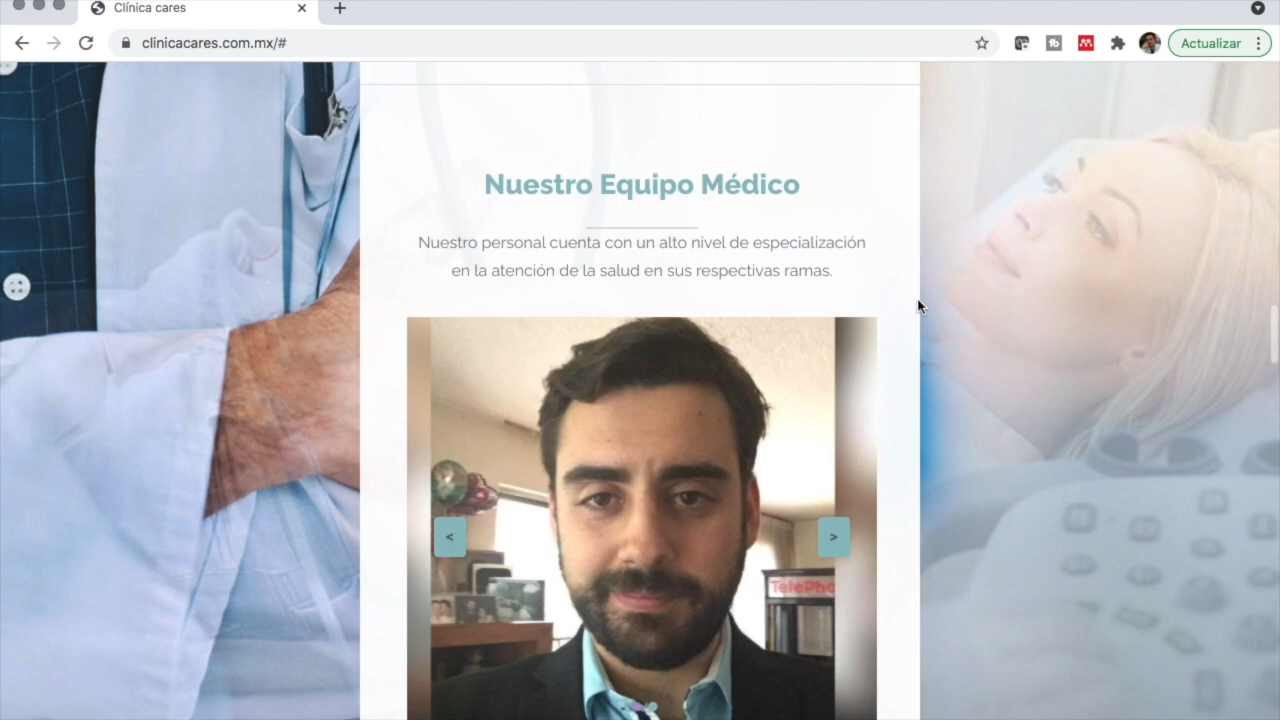 Clínica cares
clinicacares.com.mx/#
Actualizar
Nuestro Equipo Médico
Nuestro personal cuenta con un alto nivel de especialización
en la atención de la salud en sus respectivas ramas.
< >
TelePho